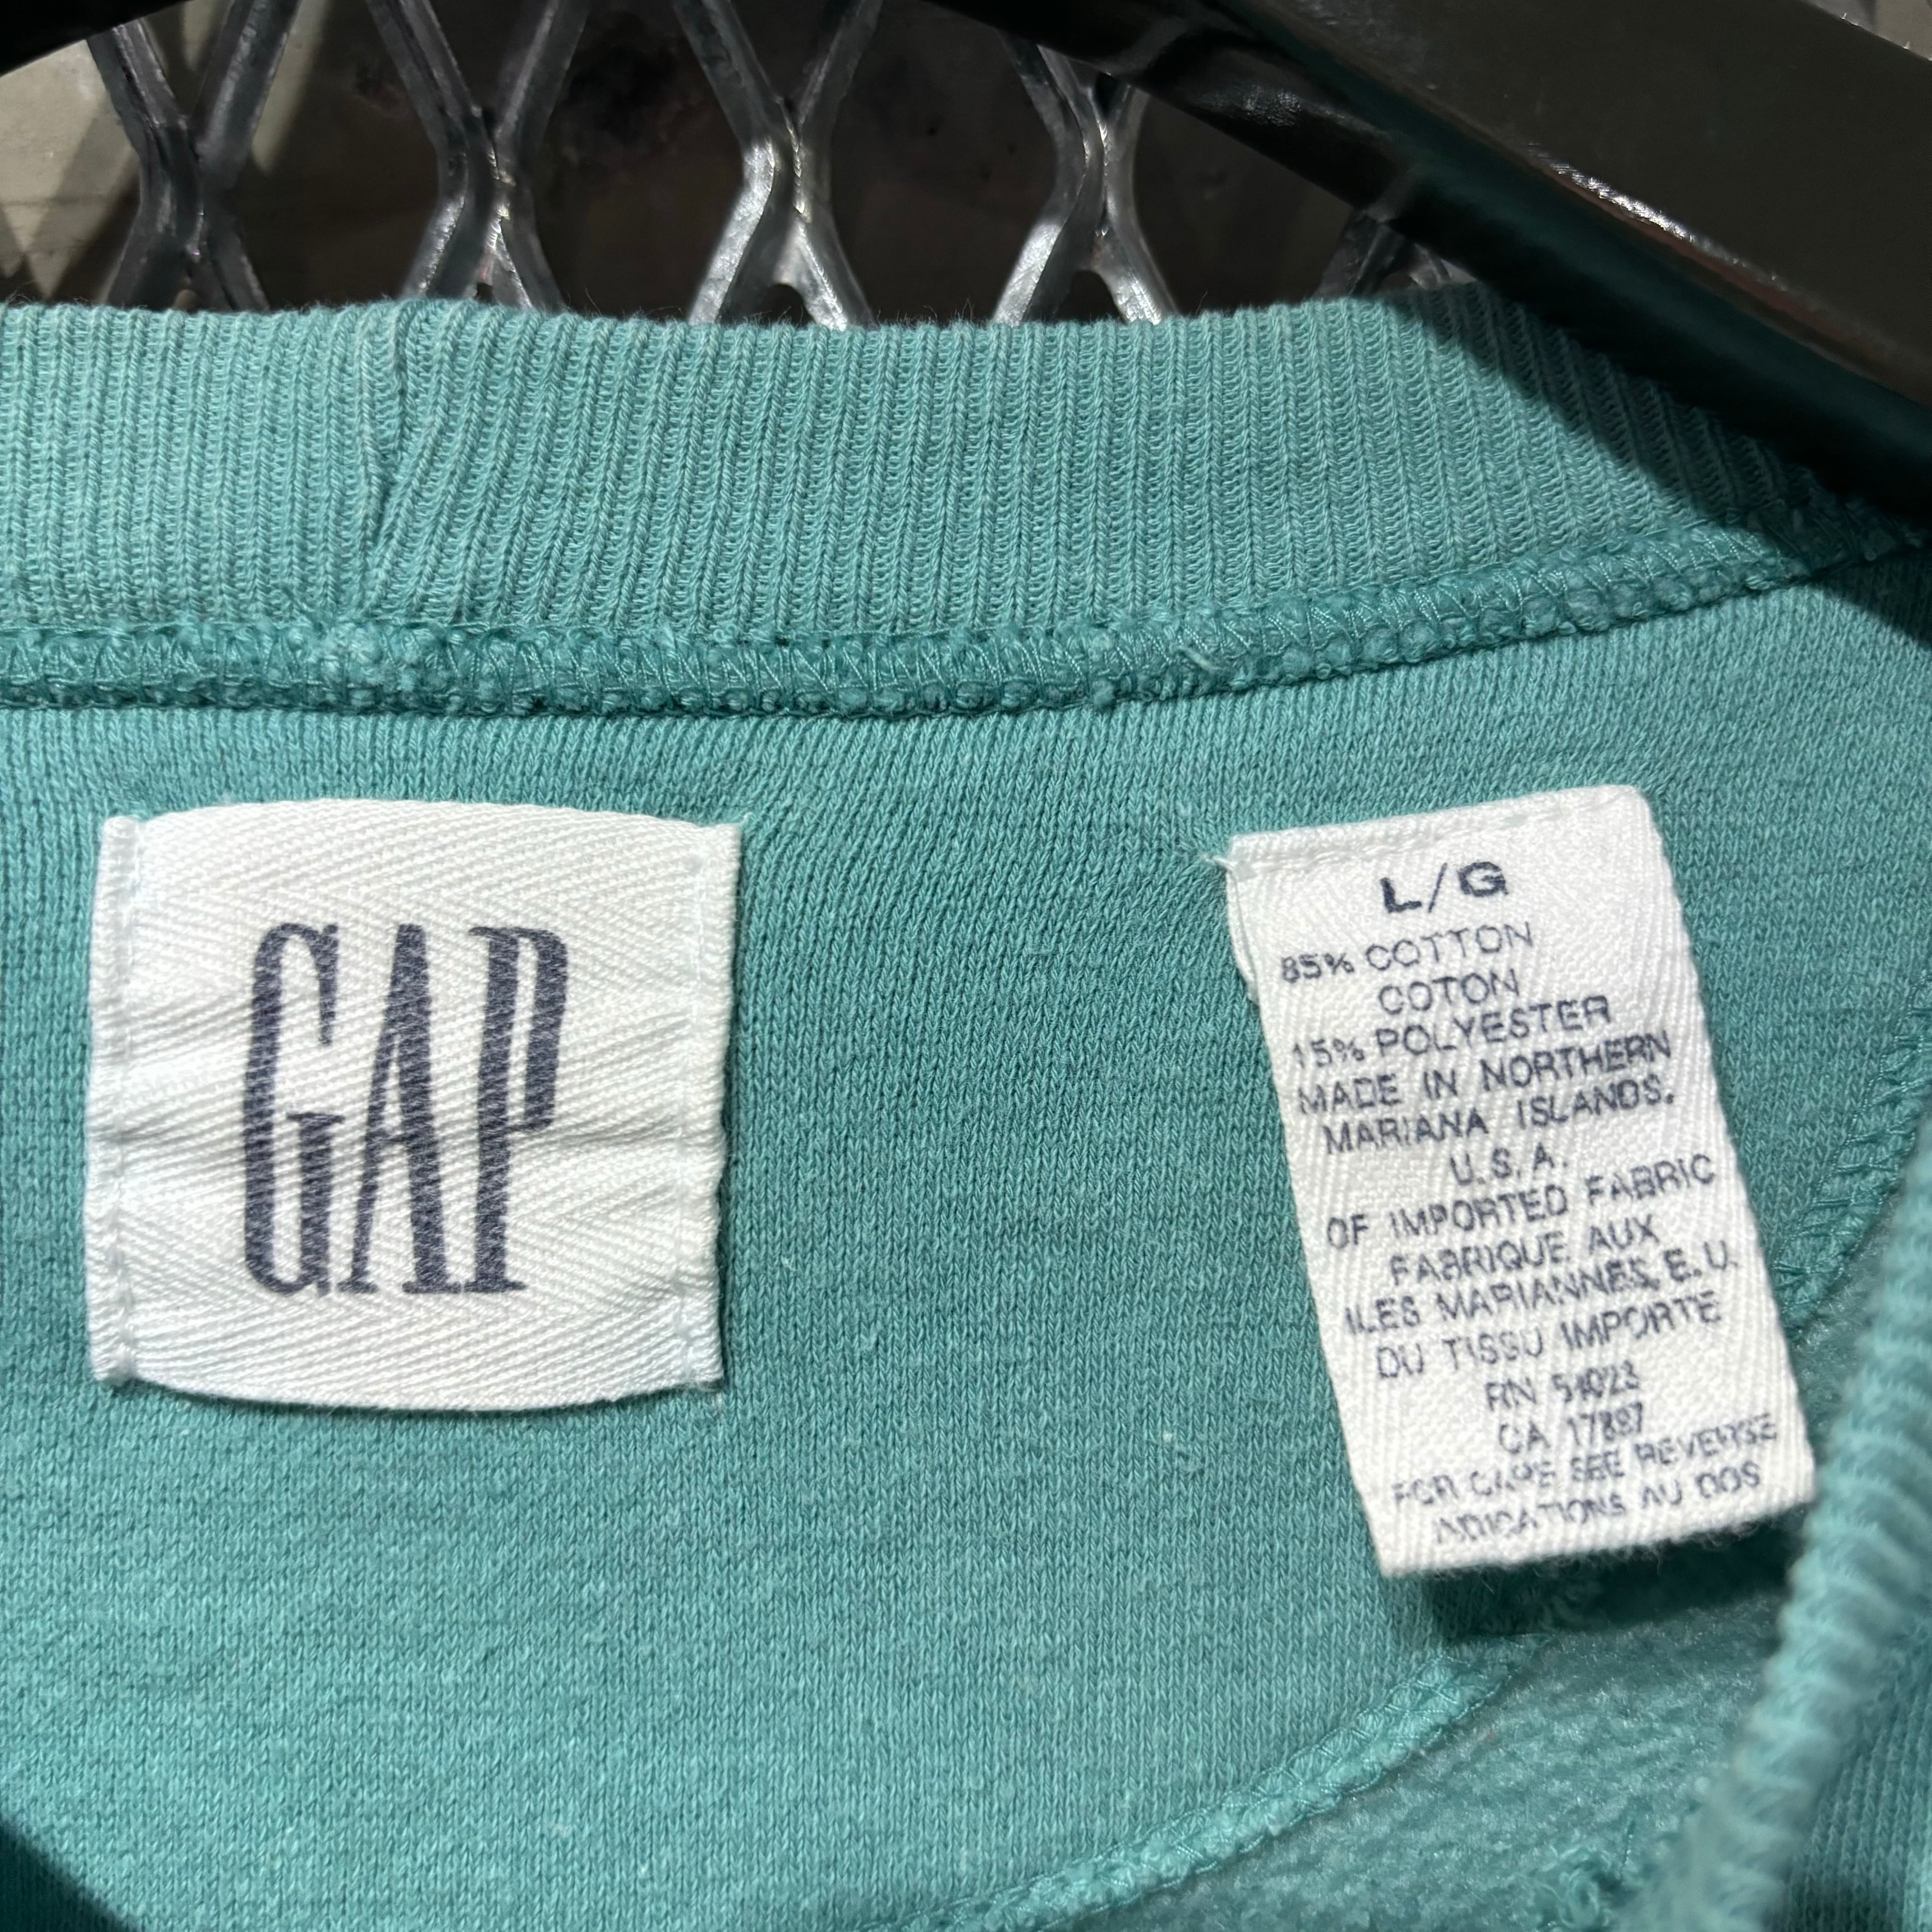 GAP
L/G
85% COTTON
COTON
15% POLYESTER
MADE IN NORTHERN
MARIANA ISLANDS.
U.S.A.
OF IMPORTED FABRIC
FABRIQUE AUX
ILES MARIANNES, E.U.
DU TISSU IMPORTE
RN 54023
CA 17897
FOR CARE SEE REVERSE
INDICATIONS AU DOS